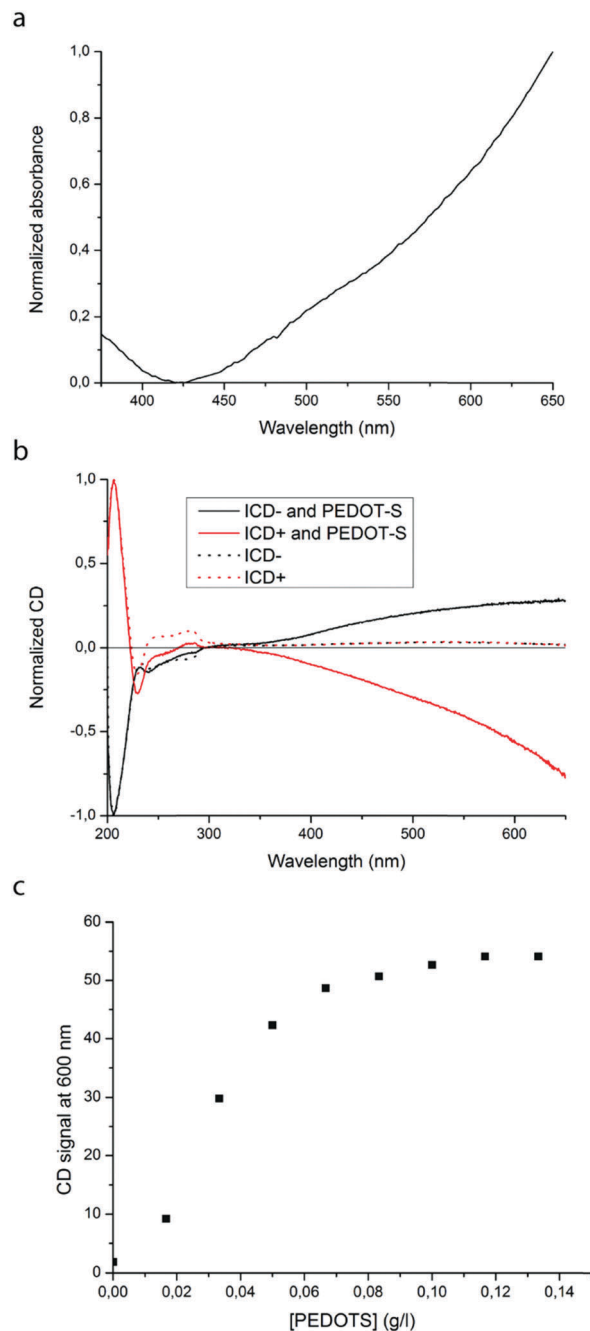 a
1,0
0,8
0,6
0,4
0,2
0,0
Normalized absorbance
400 450 500 550 600 650
Wavelength (nm)
b
1,0
0,5
0,0
-0,5
-1,0
Normalized CD
ICD- and PEDOT-S
ICD+ and PEDOT-S
ICD-
ICD+
200 300 400 500 600
Wavelength (nm)
c
60
50
40
30
20
10
0
CD signal at 600 nm
0,00 0,02 0,04 0,06 0,08 0,10 0,12 0,14
[PEDOTS] (g/l)